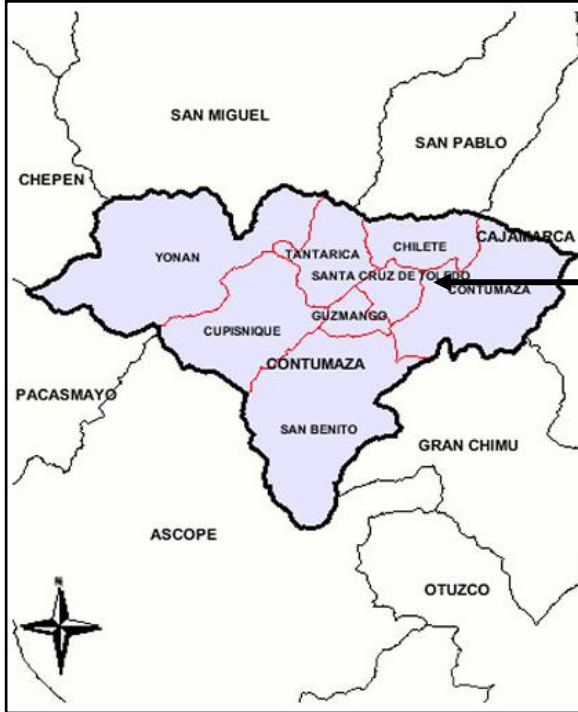 SAN MIGUEL
SAN PABLO
CHEPEN
CAJAMARCA
CHILETE
TANTARICA
YONAN
SANTA CRUZ DE TOLEDO
CONTUMAZA
GUZMANGO
CUPISNIQUE
CONTUMAZA
PACASMAYO
SAN BENITO
GRAN CHIMU
ASCOPE
OTUZCO
N